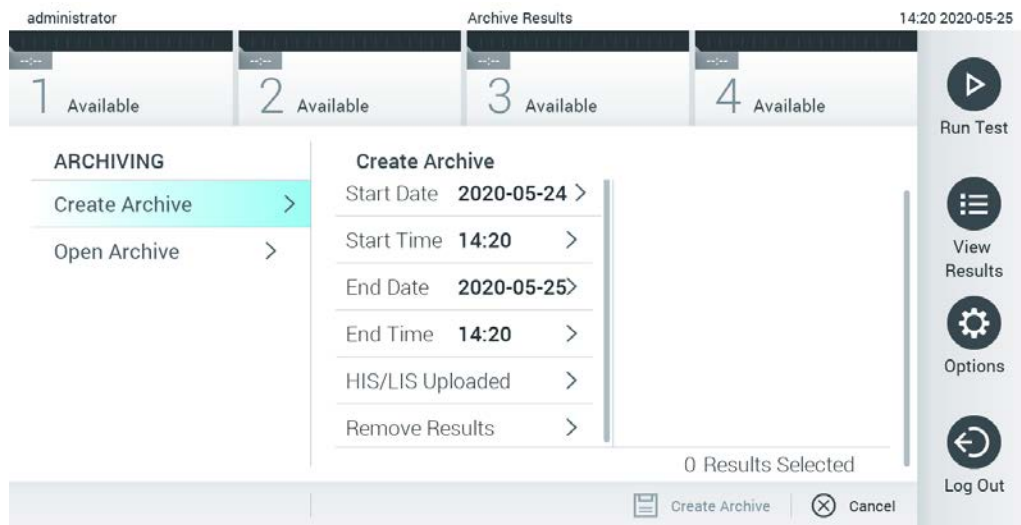 administrator Archive Results 14:20 2020-05-25
--:-- --:-- --:-- --:--
1 Available 2 Available 3 Available 4 Available
Run Test
ARCHIVING
Create Archive
Open Archive
Create Archive
Start Date 2020-05-24
Start Time 14:20
End Date 2020-05-25
End Time 14:20
HIS/LIS Uploaded
Remove Results
0 Results Selected
View
Results
Options
Log Out
Create Archive Cancel